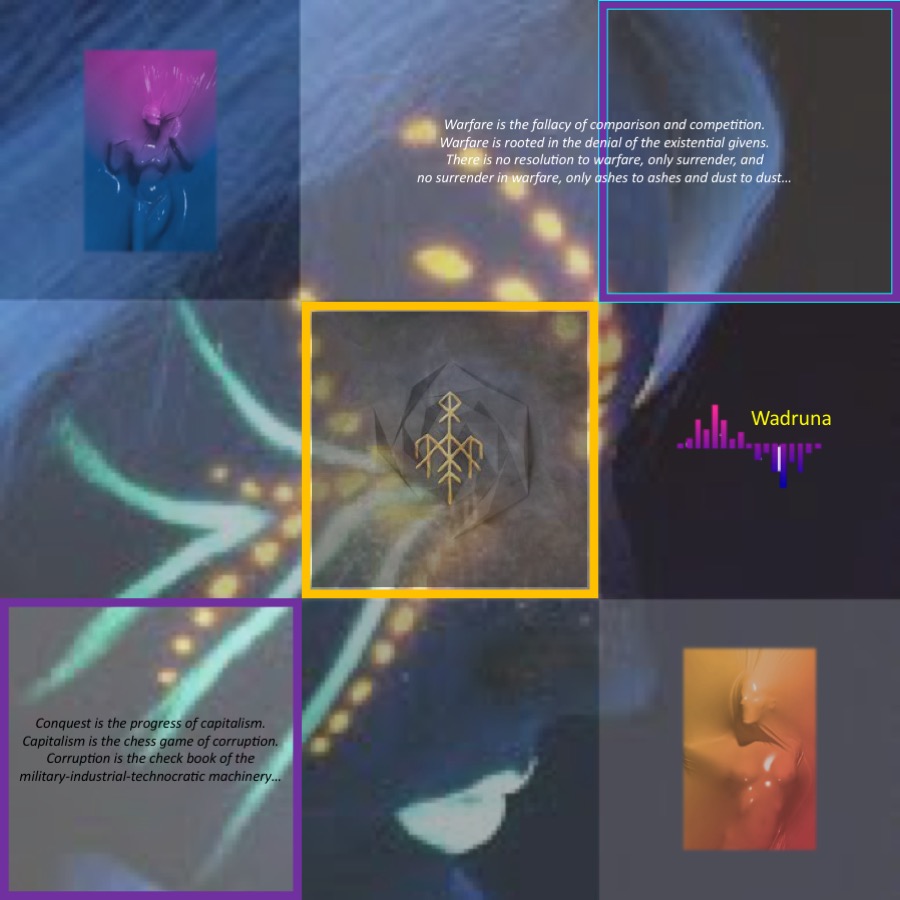 Warfare is the fallacy of comparison and competition.
Warfare is rooted in the denial of the existential givens.
There is no resolution to warfare, only surrender, and
no surrender in warfare, only ashes to ashes and dust to dust...
Wadruna
Conquest is the progress of capitalism.
Capitalism is the chess game of corruption.
Corruption is the check book of the
military-industrial-technocratic machinery...